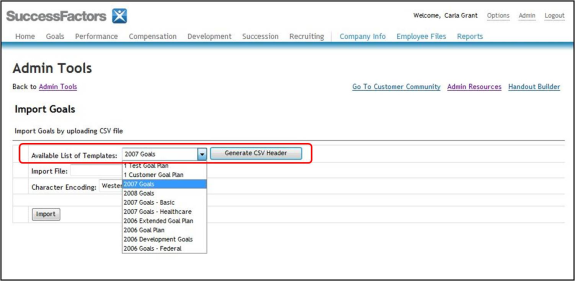 SuccessFactors
Welcome, Carla Grant Options Admin Logout
Home Goals Performance Compensation Development Succession Recruiting Company Info Employee Files Reports
Admin Tools
Back to Admin Tools
Go To Customer Community Admin Resources Handout Builder
Import Goals
Import Goals by uploading CSV file
Available List of Templates: 2007 Goals Generate CSV Header
Import File:
Character Encoding: Weste
1 Test Goal Plan
1 Customer Goal Plan
2007 Goals
2008 Goals
2007 Goals - Basic
2007 Goals - Healthcare
2006 Extended Goal Plan
2006 Goal Plan
2006 Development Goals
2006 Goals - Federal
Import